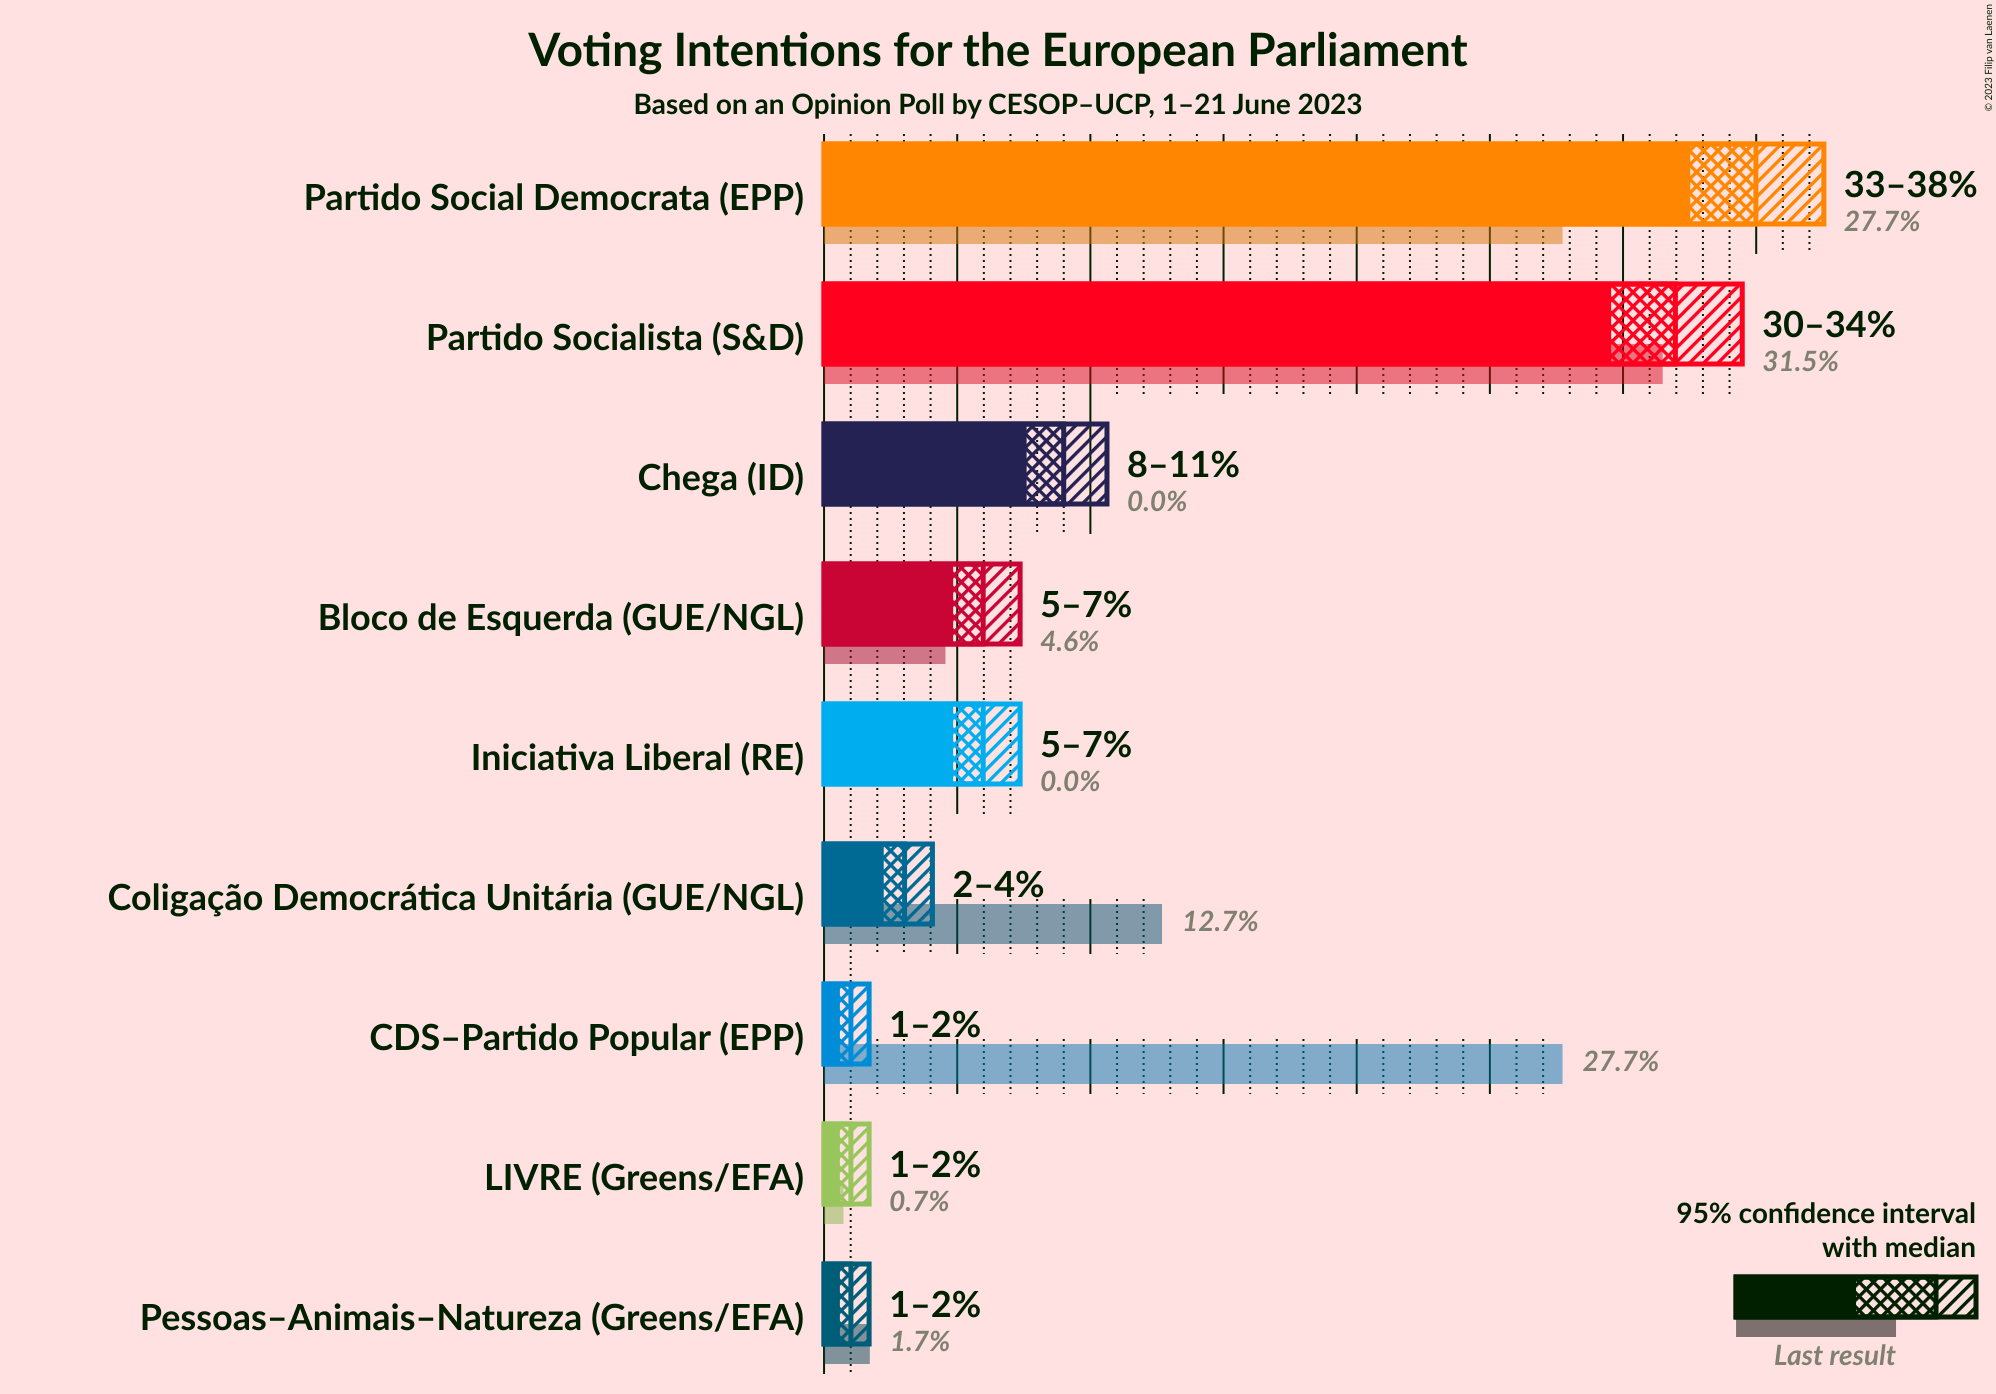 Voting Intentions for the European Parliament
Based on an Opinion Poll by CESOP–UCP, 1–21 June 2023
© 2023 Filip van Laenen
Partido Social Democrata (EPP)
33–38%
27.7%
Partido Socialista (S&D)
30–34%
31.5%
Chega (ID)
8–11%
0.0%
Bloco de Esquerda (GUE/NGL)
5–7%
4.6%
Iniciativa Liberal (RE)
5–7%
0.0%
Coligação Democrática Unitária (GUE/NGL)
2–4%
12.7%
CDS–Partido Popular (EPP)
1–2%
27.7%
LIVRE (Greens/EFA)
1–2%
0.7%
Pessoas–Animais–Natureza (Greens/EFA)
1–2%
1.7%
95% confidence interval
with median
Last result